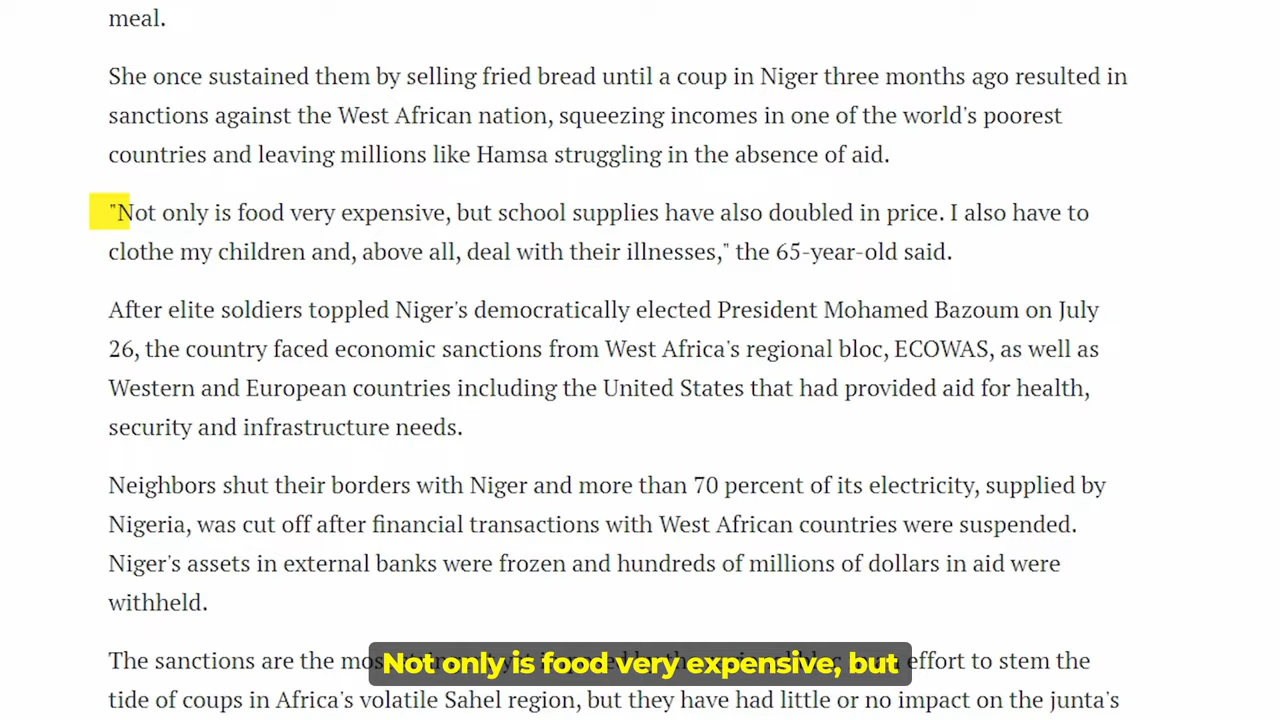 meal.
She once sustained them by selling fried bread until a coup in Niger three months ago resulted in
sanctions against the West African nation, squeezing incomes in one of the world's poorest
countries and leaving millions like Hamsa struggling in the absence of aid.
"Not only is food very expensive, but school supplies have also doubled in price. I also have to
clothe my children and, above all, deal with their illnesses," the 65-year-old said.
After elite soldiers toppled Niger's democratically elected President Mohamed Bazoum on July
26, the country faced economic sanctions from West Africa's regional bloc, ECOWAS, as well as
Western and European countries including the United States that had provided aid for health,
security and infrastructure needs.
Neighbors shut their borders with Niger and more than 70 percent of its electricity, supplied by
Nigeria, was cut off after financial transactions with West African countries were suspended.
Niger's assets in external banks were frozen and hundreds of millions of dollars in aid were
withheld.
The sanctions are the effort to stem the
Not only is food very expensive, but
tide of coups in Africa's volatile Sahel region, but they have had little or no impact on the junta's